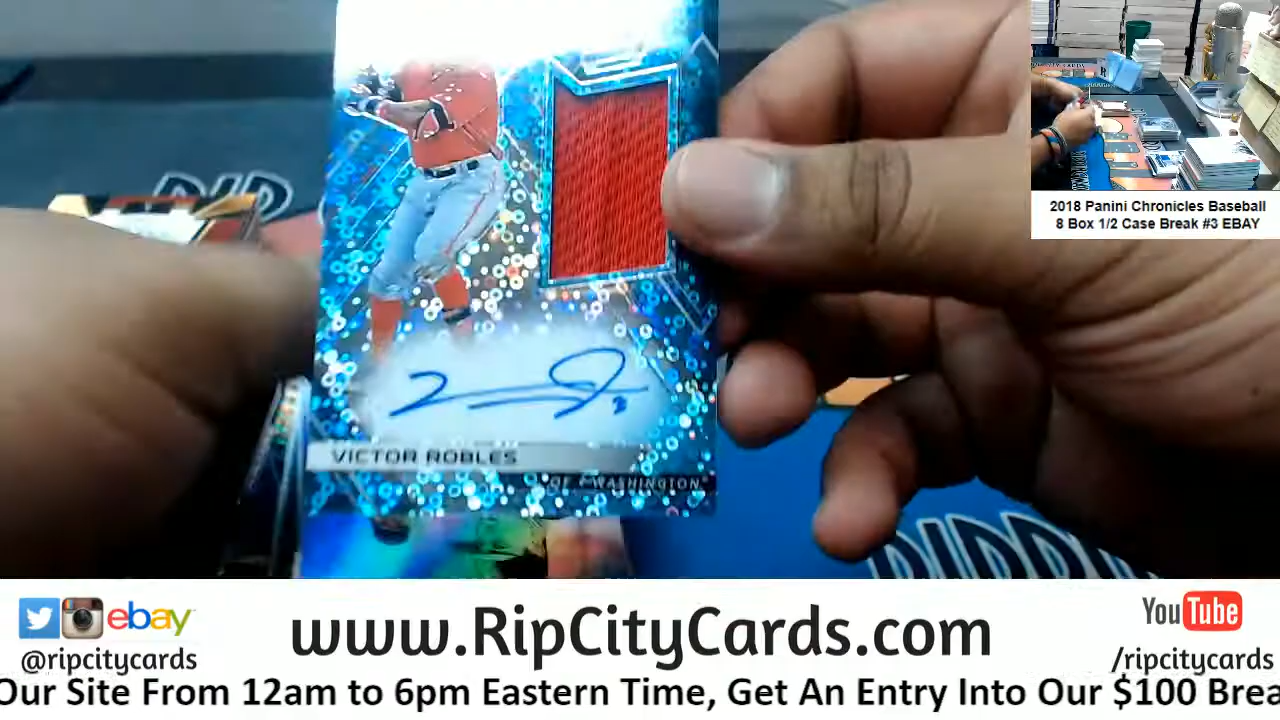 2018 Panini Chronicles Baseball
8 Box 1/2 Case Break #3 EBAY
VICTOR ROBLES
OF • WASHINGTON
ebay
@ripcitycards
www.RipCityCards.com
YouTube
/ripcitycards
Our Site From 12am to 6pm Eastern Time, Get An Entry Into Our $100 Brea